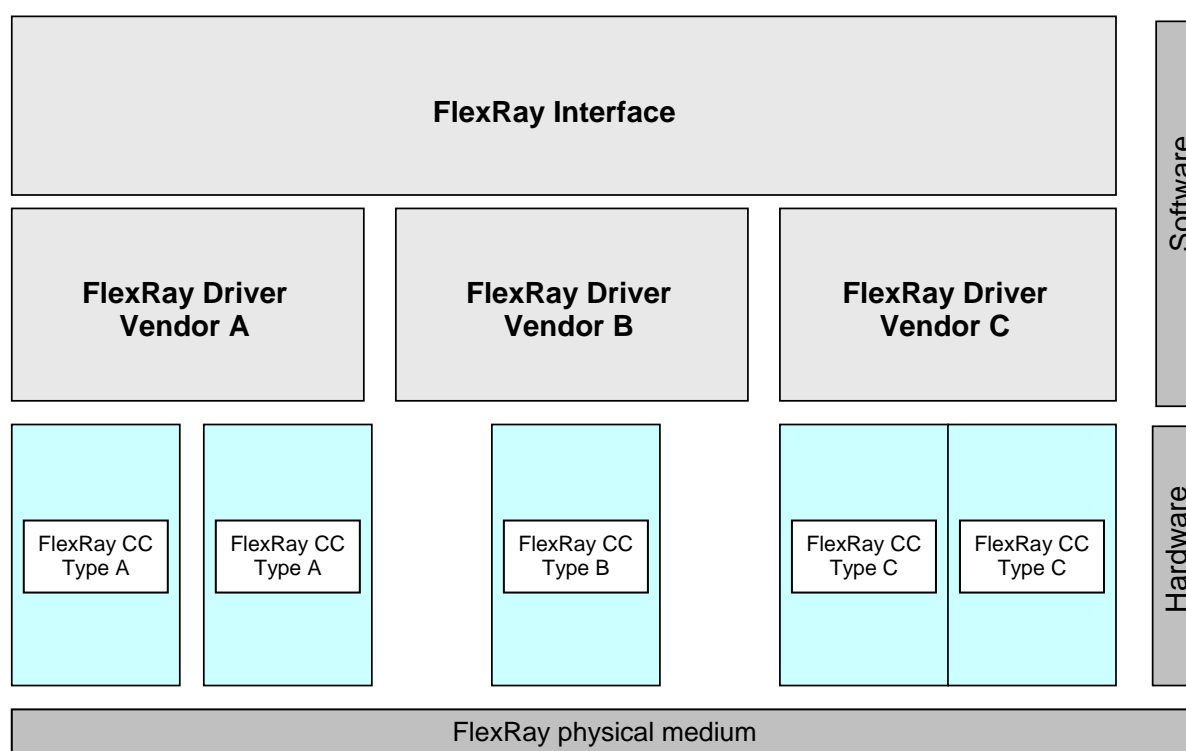 FlexRay Interface
Software
FlexRay Driver
Vendor A
FlexRay Driver
Vendor B
FlexRay Driver
Vendor C
FlexRay CC
Type A
FlexRay CC
Type A
FlexRay CC
Type B
FlexRay CC
Type C
FlexRay CC
Type C
Hardware
FlexRay physical medium